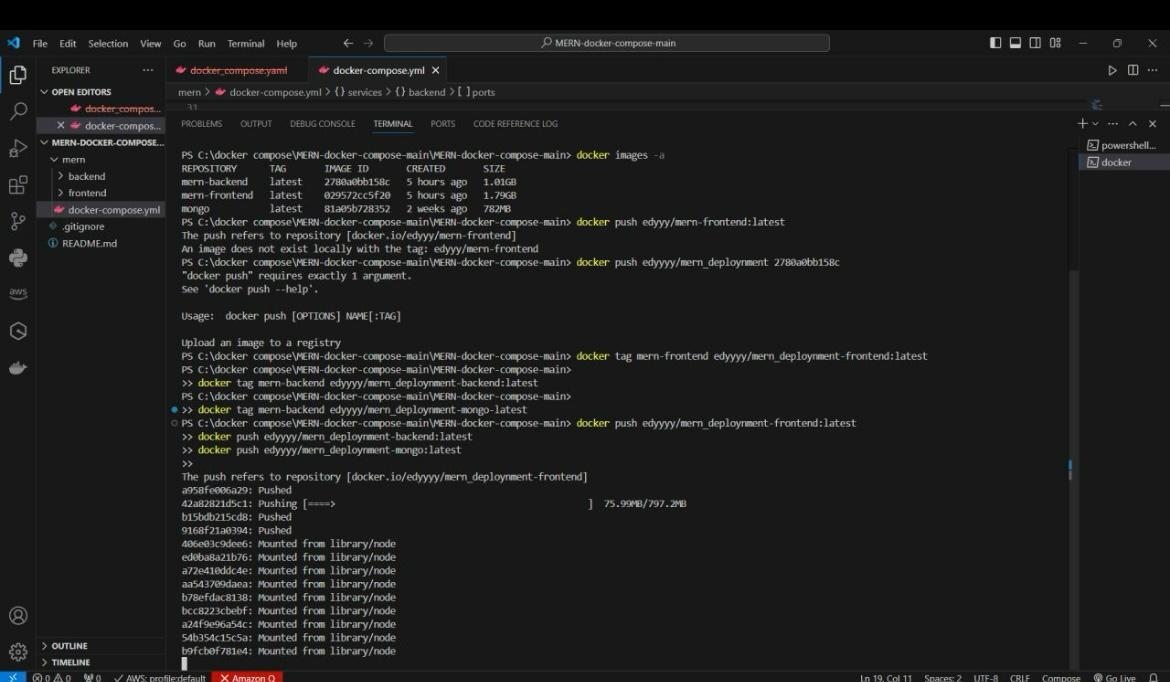 File Edit Selection View Go Run Terminal Help
MERN-docker-compose-main
EXPLORER
docker_compose.yaml
docker-compose.yml
OPEN EDITORS
mern > docker-compose.yml > {} services > {} backend > [ ] ports
docker_compos...
31
docker-compos...
PROBLEMS OUTPUT DEBUG CONSOLE TERMINAL PORTS CODE REFERENCE LOG
MERN-DOCKER-COMPOSE...
powershell...
mern
docker
backend
frontend
docker-compose.yml
.gitignore
README.md
PS C:\docker compose\MERN-docker-compose-main\MERN-docker-compose-main> docker images -a
REPOSITORY TAG IMAGE ID CREATED SIZE
mern-backend latest 2780a0bb158c 5 hours ago 1.01GB
mern-frontend latest 029572cc5f20 5 hours ago 1.79GB
mongo latest 81a05b728352 2 weeks ago 782MB
PS C:\docker compose\MERN-docker-compose-main\MERN-docker-compose-main> docker push edyyy/mern-frontend:latest
The push refers to repository [docker.io/edyyy/mern-frontend]
An image does not exist locally with the tag: edyyy/mern-frontend
PS C:\docker compose\MERN-docker-compose-main\MERN-docker-compose-main> docker push edyyyy/mern_deploynment 2780a0bb158c
"docker push" requires exactly 1 argument.
See 'docker push --help'.
Usage: docker push [OPTIONS] NAME[:TAG]
Upload an image to a registry
PS C:\docker compose\MERN-docker-compose-main\MERN-docker-compose-main> docker tag mern-frontend edyyyy/mern_deploynment-frontend:latest
PS C:\docker compose\MERN-docker-compose-main\MERN-docker-compose-main>
>> docker tag mern-backend edyyyy/mern_deploynment-backend:latest
PS C:\docker compose\MERN-docker-compose-main\MERN-docker-compose-main>
>> docker tag mern-backend edyyyy/mern_deploynment-mongo-latest
PS C:\docker compose\MERN-docker-compose-main\MERN-docker-compose-main> docker push edyyyy/mern_deploynment-frontend:latest
>> docker push edyyyy/mern_deploynment-backend:latest
>> docker push edyyyy/mern_deploynment-mongo:latest
>>
The push refers to repository [docker.io/edyyyy/mern_deploynment-frontend]
a958fe006a29: Pushed
42a82821d5c1: Pushing [====> ] 75.99MB/797.2MB
b15bdb215cd8: Pushed
9168f21a0394: Pushed
406e03c9dee6: Mounted from library/node
ed0ba8a21b76: Mounted from library/node
a72e410ddc4e: Mounted from library/node
aa543709daea: Mounted from library/node
b78efdac8138: Mounted from library/node
bcc8223cbebf: Mounted from library/node
a24f9e96a54c: Mounted from library/node
54b354c15c5a: Mounted from library/node
b9fcb0f781e4: Mounted from library/node
aws
OUTLINE
TIMELINE
0 0 0 AWS: profile:default Amazon Q Ln 19, Col 11 Spaces: 2 UTF-8 CRLF Compose Go Live